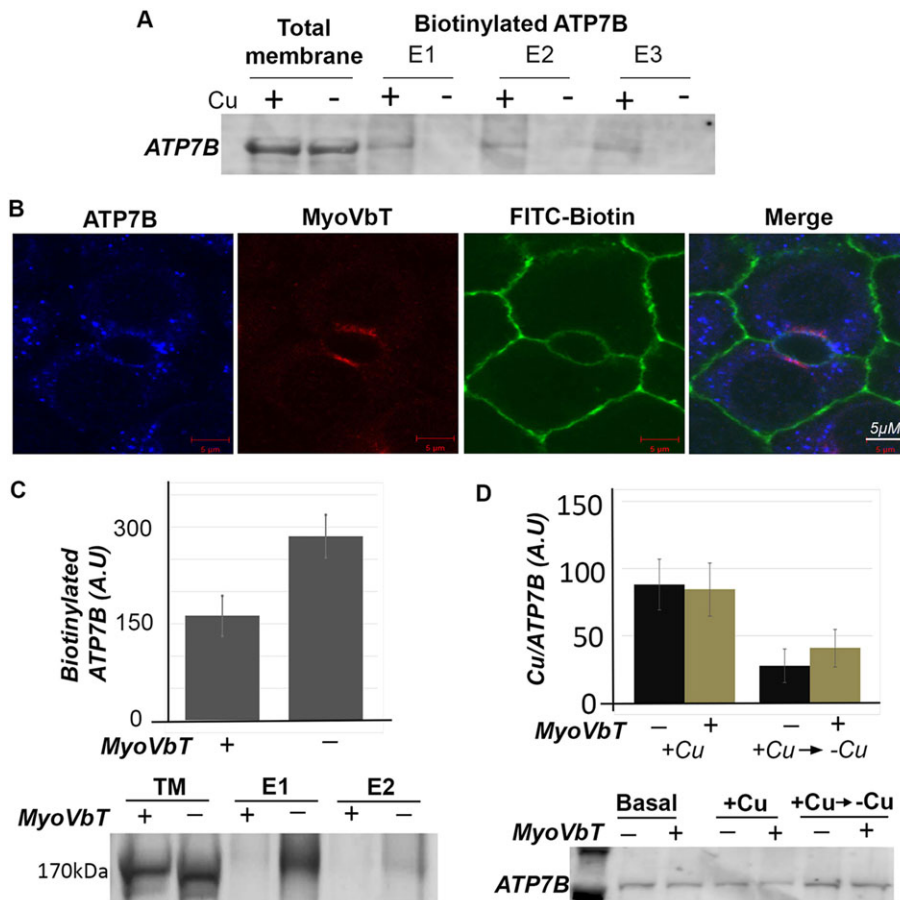 A
Total
membrane
Biotinylated ATP7B
E1 E2 E3
Cu + - + - + - + -
ATP7B
B
ATP7B MyoVbT FITC-Biotin Merge
5 µm 5 µm 5 µm 5µM
5 µm
C
Biotinylated
ATP7B (A.U)
300
150
0
MyoVbT + −
TM E1 E2
MyoVbT + − + − + −
170kDa
D
Cu/ATP7B (A.U)
150
100
50
0
MyoVbT − + − +
+Cu +Cu→ -Cu
Basal +Cu +Cu→-Cu
MyoVbT − + − + − +
ATP7B